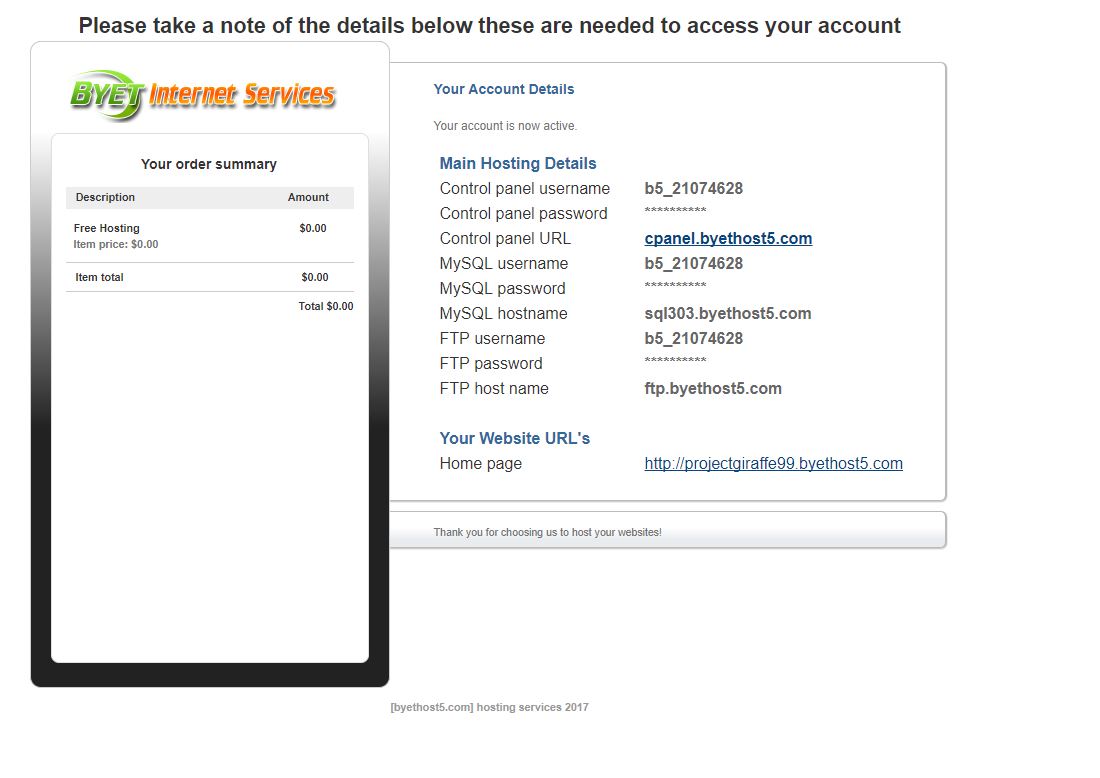 Please take a note of the details below these are needed to access your account
BYET Internet Services
Your order summary
Description Amount
Free Hosting $0.00
Item price: $0.00
Item total $0.00
Total $0.00
Your Account Details
Your account is now active.
Main Hosting Details
Control panel username b5_21074628
Control panel password **********
Control panel URL cpanel.byethost5.com
MySQL username b5_21074628
MySQL password **********
MySQL hostname sql303.byethost5.com
FTP username b5_21074628
FTP password **********
FTP host name ftp.byethost5.com
Your Website URL's
Home page http://projectgiraffe99.byethost5.com
Thank you for choosing us to host your websites!
[byethost5.com] hosting services 2017